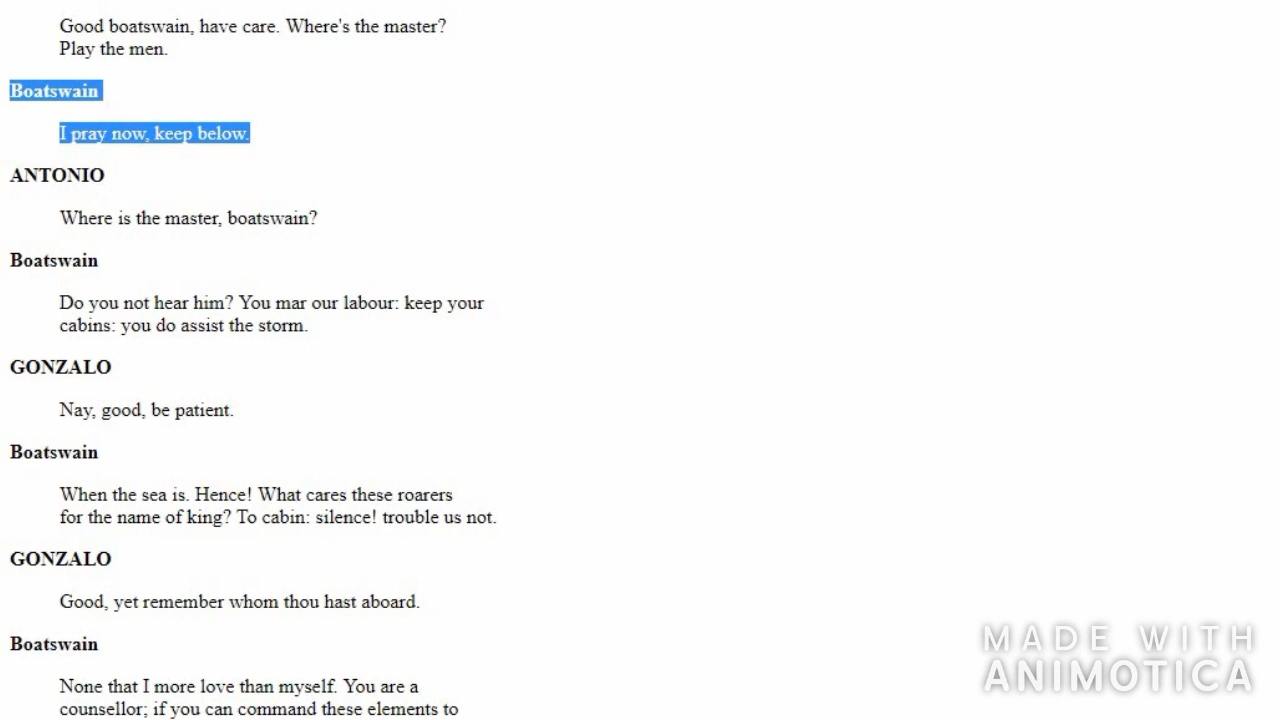 Good boatswain, have care. Where's the master?
Play the men.
Boatswain
I pray now, keep below.
ANTONIO
Where is the master, boatswain?
Boatswain
Do you not hear him? You mar our labour: keep your
cabins: you do assist the storm.
GONZALO
Nay, good, be patient.
Boatswain
When the sea is. Hence! What cares these roarers
for the name of king? To cabin: silence! trouble us not.
GONZALO
Good, yet remember whom thou hast aboard.
Boatswain
None that I more love than myself. You are a
counsellor; if you can command these elements to
MADE WITH
ANIMOTICA